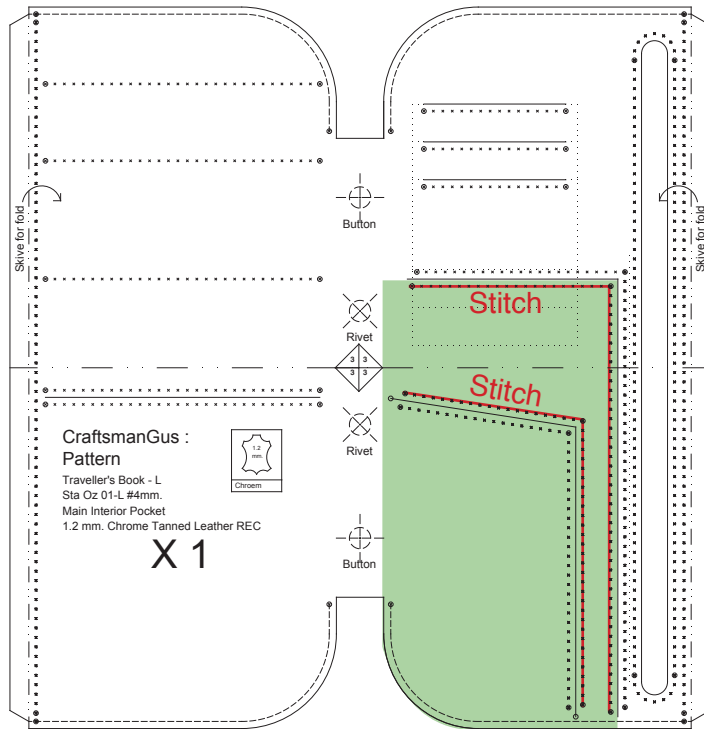 Skive for fold
Button
Skive for fold
Stitch
Rivet
3 3
3 3
Stitch
Rivet
CraftsmanGus :
Pattern
1.2
mm.
Chroem
Traveller's Book - L
Sta Oz 01-L #4mm.
Main Interior Pocket
1.2 mm. Chrome Tanned Leather REC
X 1
Button